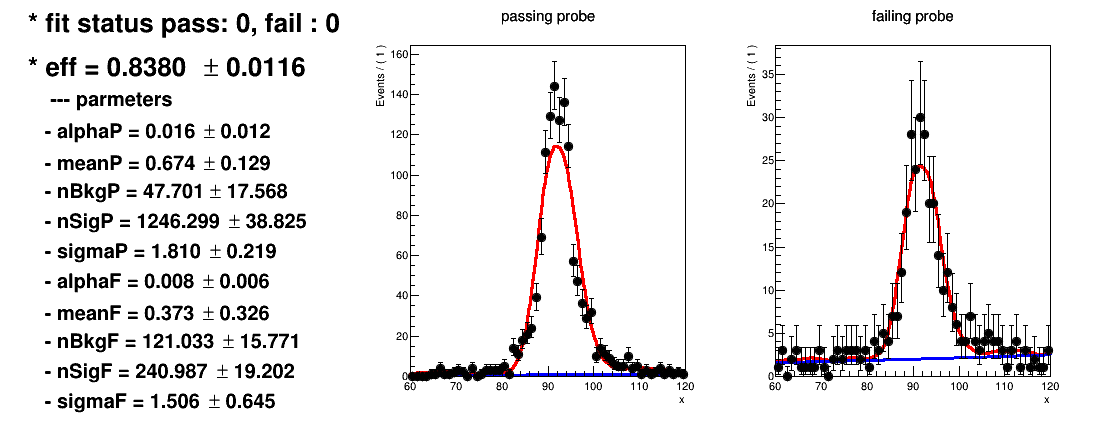 * fit status pass: 0, fail : 0
* eff = 0.8380 ± 0.0116
--- parmeters
- alphaP = 0.016 ± 0.012
- meanP = 0.674 ± 0.129
- nBkgP = 47.701 ± 17.568
- nSigP = 1246.299 ± 38.825
- sigmaP = 1.810 ± 0.219
- alphaF = 0.008 ± 0.006
- meanF = 0.373 ± 0.326
- nBkgF = 121.033 ± 15.771
- nSigF = 240.987 ± 19.202
- sigmaF = 1.506 ± 0.645
passing probe
Events / ( 1 )
160
140
120
100
80
60
40
20
0
60 70 80 90 100 110 120
x
failing probe
Events / ( 1 )
35
30
25
20
15
10
5
0
60 70 80 90 100 110 120
x